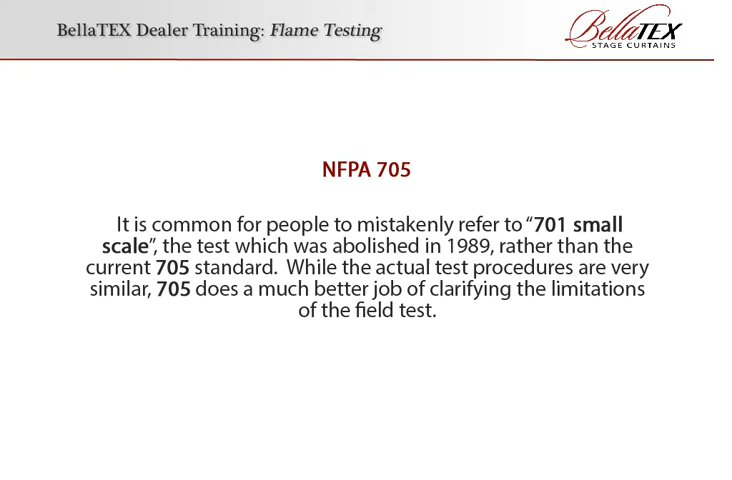 BellaTEX Dealer Training: Flame Testing
BellaTEX
STAGE CURTAINS
NFPA 705
It is common for people to mistakenly refer to “701 small
scale”, the test which was abolished in 1989, rather than the
current 705 standard.  While the actual test procedures are very
similar, 705 does a much better job of clarifying the limitations
of the field test.